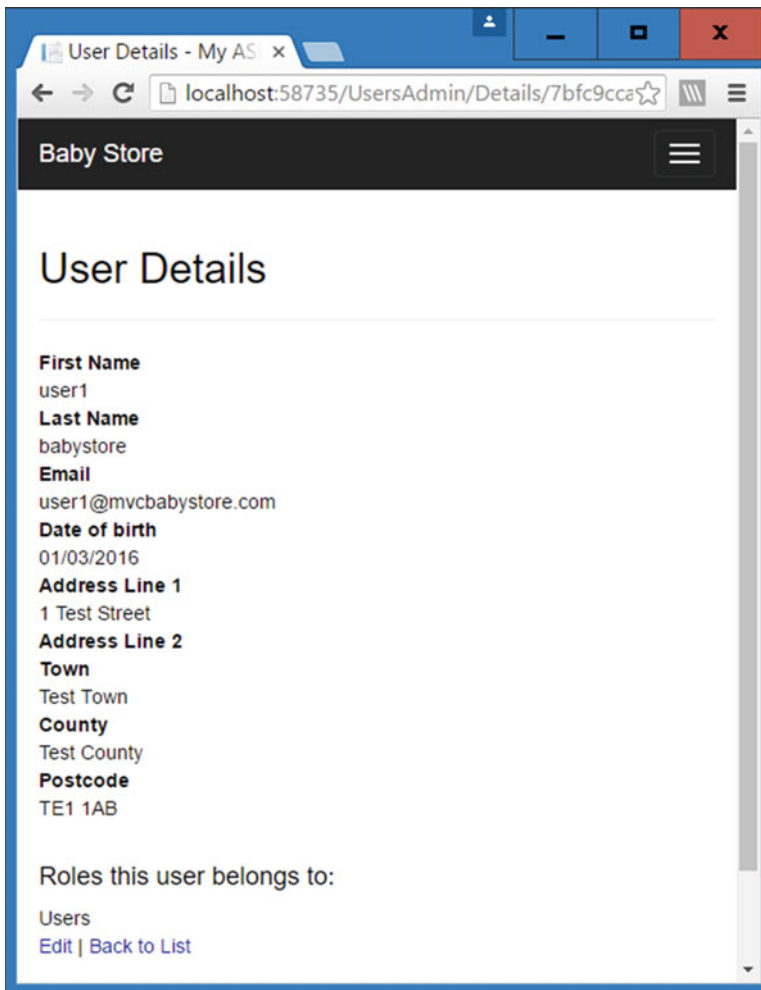 User Details - My AS
localhost:58735/UsersAdmin/Details/7bfc9cca
Baby Store
User Details
First Name
user1
Last Name
babystore
Email
user1@mvcbabystore.com
Date of birth
01/03/2016
Address Line 1
1 Test Street
Address Line 2
Town
Test Town
County
Test County
Postcode
TE1 1AB
Roles this user belongs to:
Users
Edit | Back to List